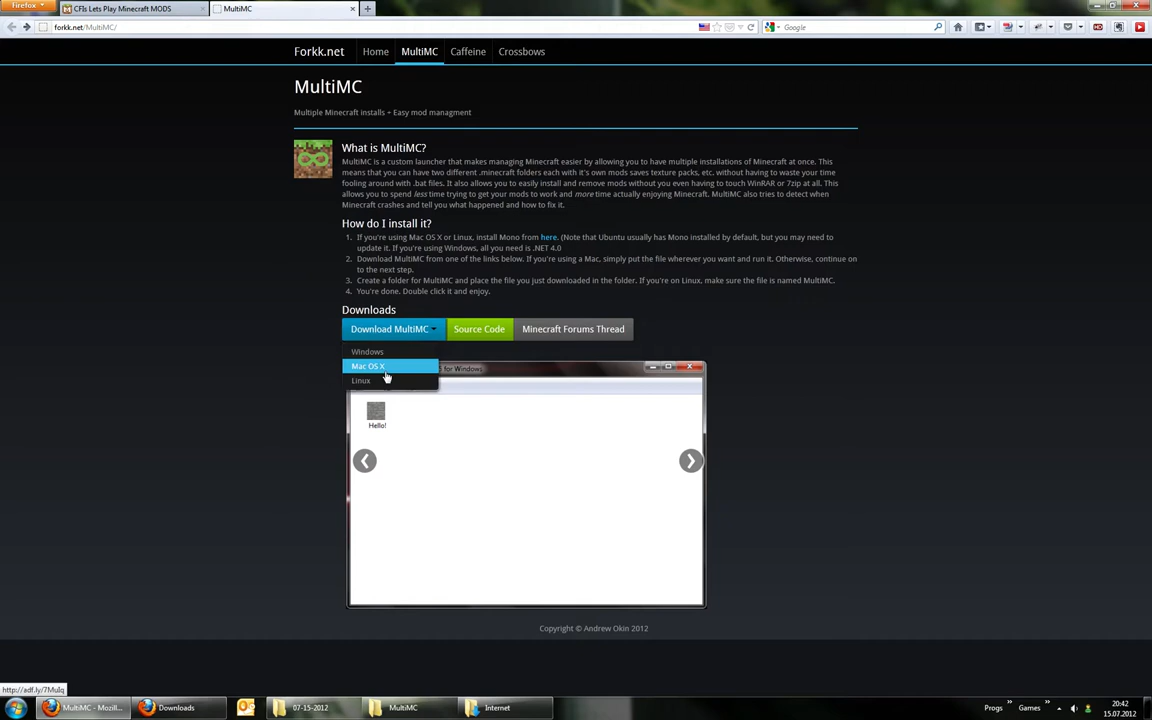 Firefox
CFIs Lets Play Minecraft MODS
MultiMC
forkk.net/MultiMC/
Google
Forkk.net
Home
MultiMC
Caffeine
Crossbows
MultiMC
Multiple Minecraft installs + Easy mod managment
What is MultiMC?
MultiMC is a custom launcher that makes managing Minecraft easier by allowing you to have multiple installations of Minecraft at once. This
means that you can have two different .minecraft folders each with it's own mods saves texture packs, etc. without having to waste your time
fooling around with .bat files. It also allows you to easily install and remove mods without you even having to touch WinRAR or 7zip at all. This
allows you to spend less time trying to get your mods to work and more time actually enjoying Minecraft. MultiMC also tries to detect when
Minecraft crashes and tell you what happened and how to fix it.
How do I install it?
1. If you're using Mac OS X or Linux, install Mono from here. (Note that Ubuntu usually has Mono installed by default, but you may need to
update it. If you're using Windows, all you need is .NET 4.0
2. Download MultiMC from one of the links below. If you're using a Mac, simply put the file wherever you want and run it. Otherwise, continue on
to the next step.
3. Create a folder for MultiMC and place the file you just downloaded in the folder. If you're on Linux, make sure the file is named MultiMC.
4. You're done. Double click it and enjoy.
Downloads
Download MultiMC
Source Code
Minecraft Forums Thread
Windows
Mac OS X
Linux
for Windows
Hello!
Copyright © Andrew Okin 2012
http://adf.ly/7Mulq
MultiMC - Mozill...
Downloads
07-15-2012
MultiMC
Internet
Progs
Games
20:42
15.07.2012